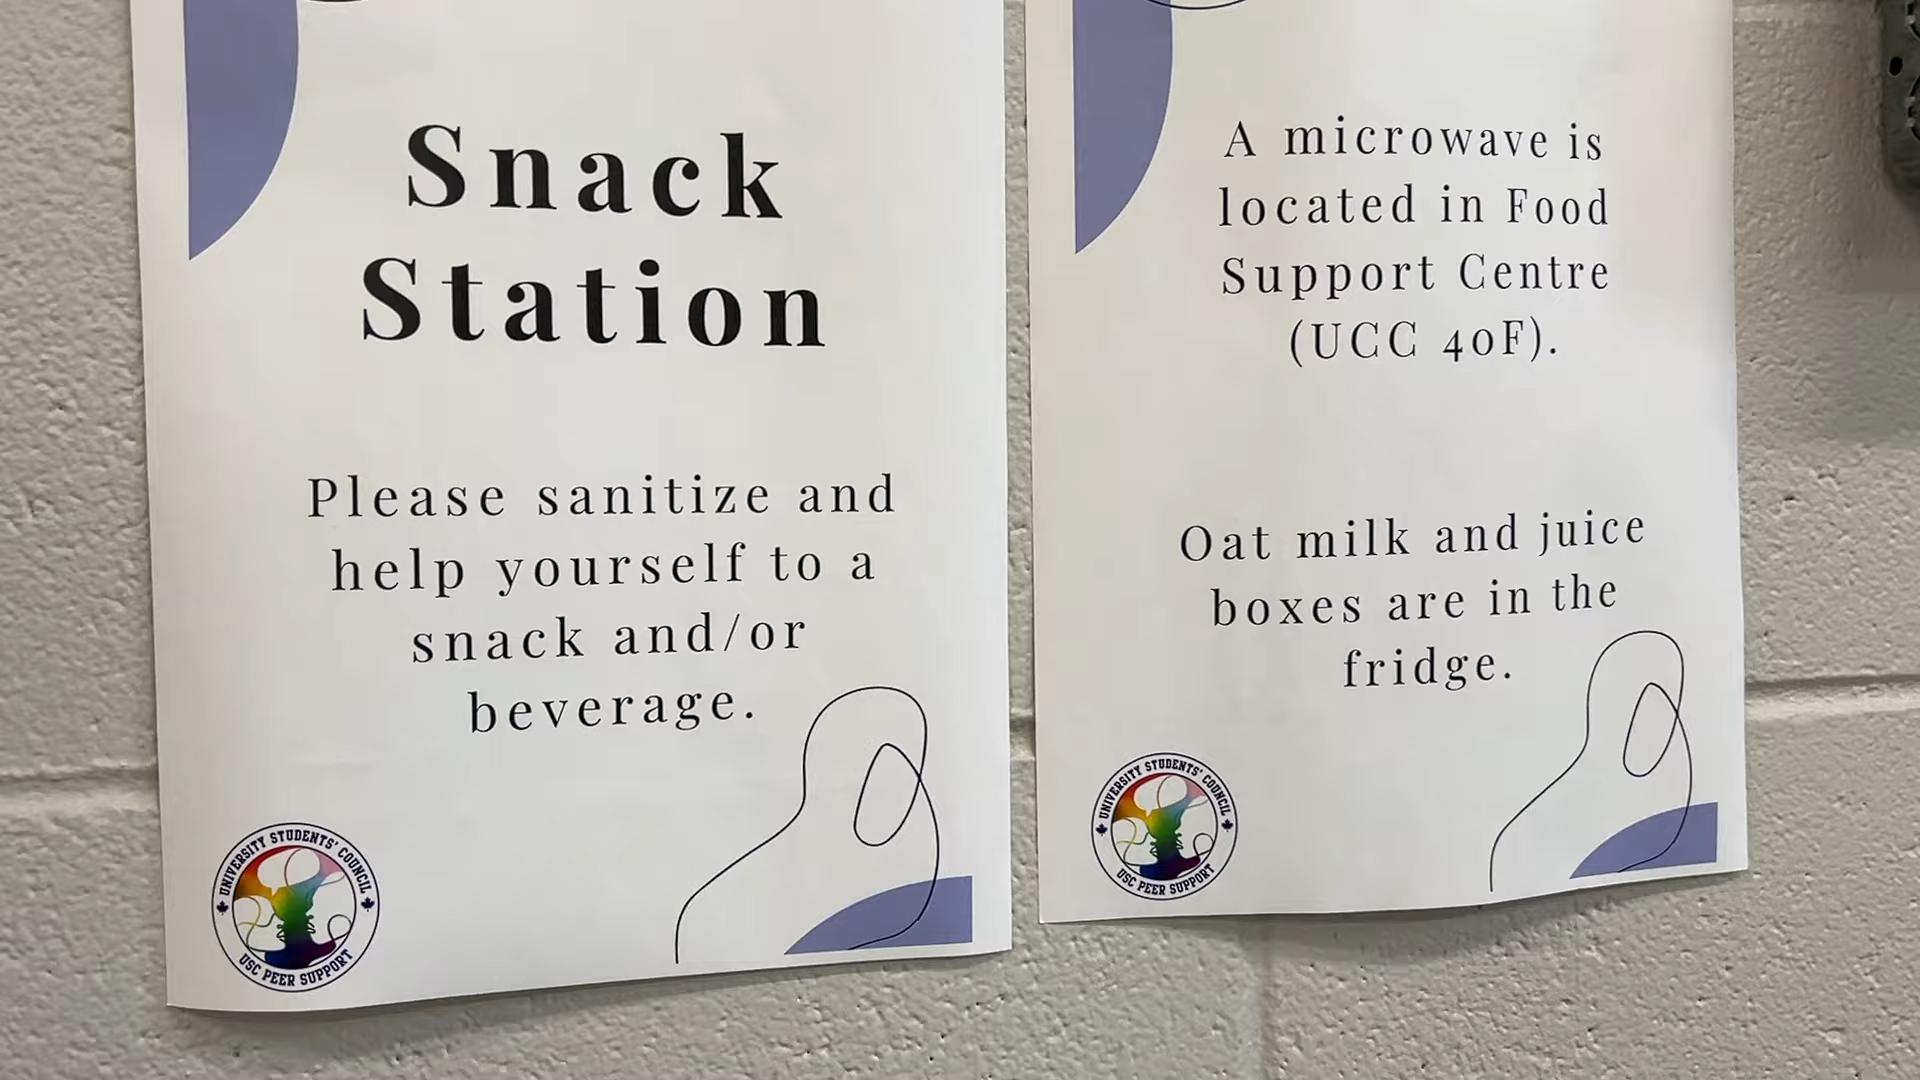 Snack
Station
Please sanitize and
help yourself to a
snack and/or
beverage.
UNIVERSITY STUDENTS' COUNCIL
USC PEER SUPPORT
A microwave is
located in Food
Support Centre
(UCC 40F).
Oat milk and juice
boxes are in the
fridge.
UNIVERSITY STUDENTS' COUNCIL
USC PEER SUPPORT